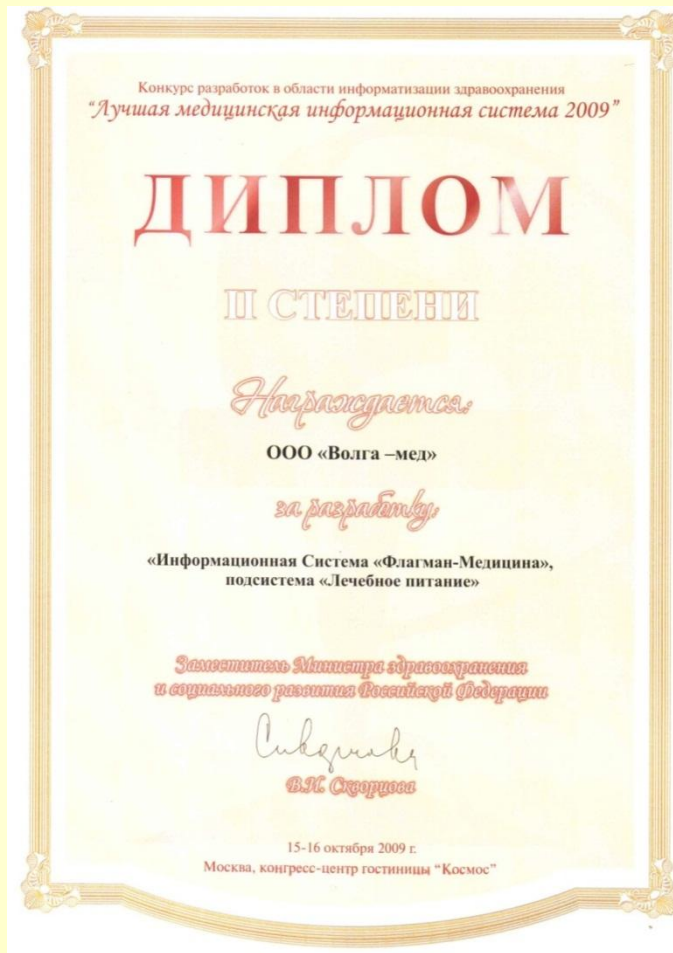 Конкурс разработок в области информатизации здравоохранения
“Лучшая медицинская информационная система 2009”
ДИПЛОМ
II СТЕПЕНИ
Награждается:
ООО «Волга –мед»
за разработку:
«Информационная Система «Флагман-Медицина»,
подсистема «Лечебное питание»
Заместитель Министра здравоохранения
и социального развития Российской Федерации
В.И. Скворцова
15-16 октября 2009 г.
Москва, конгресс-центр гостиницы “Космос”